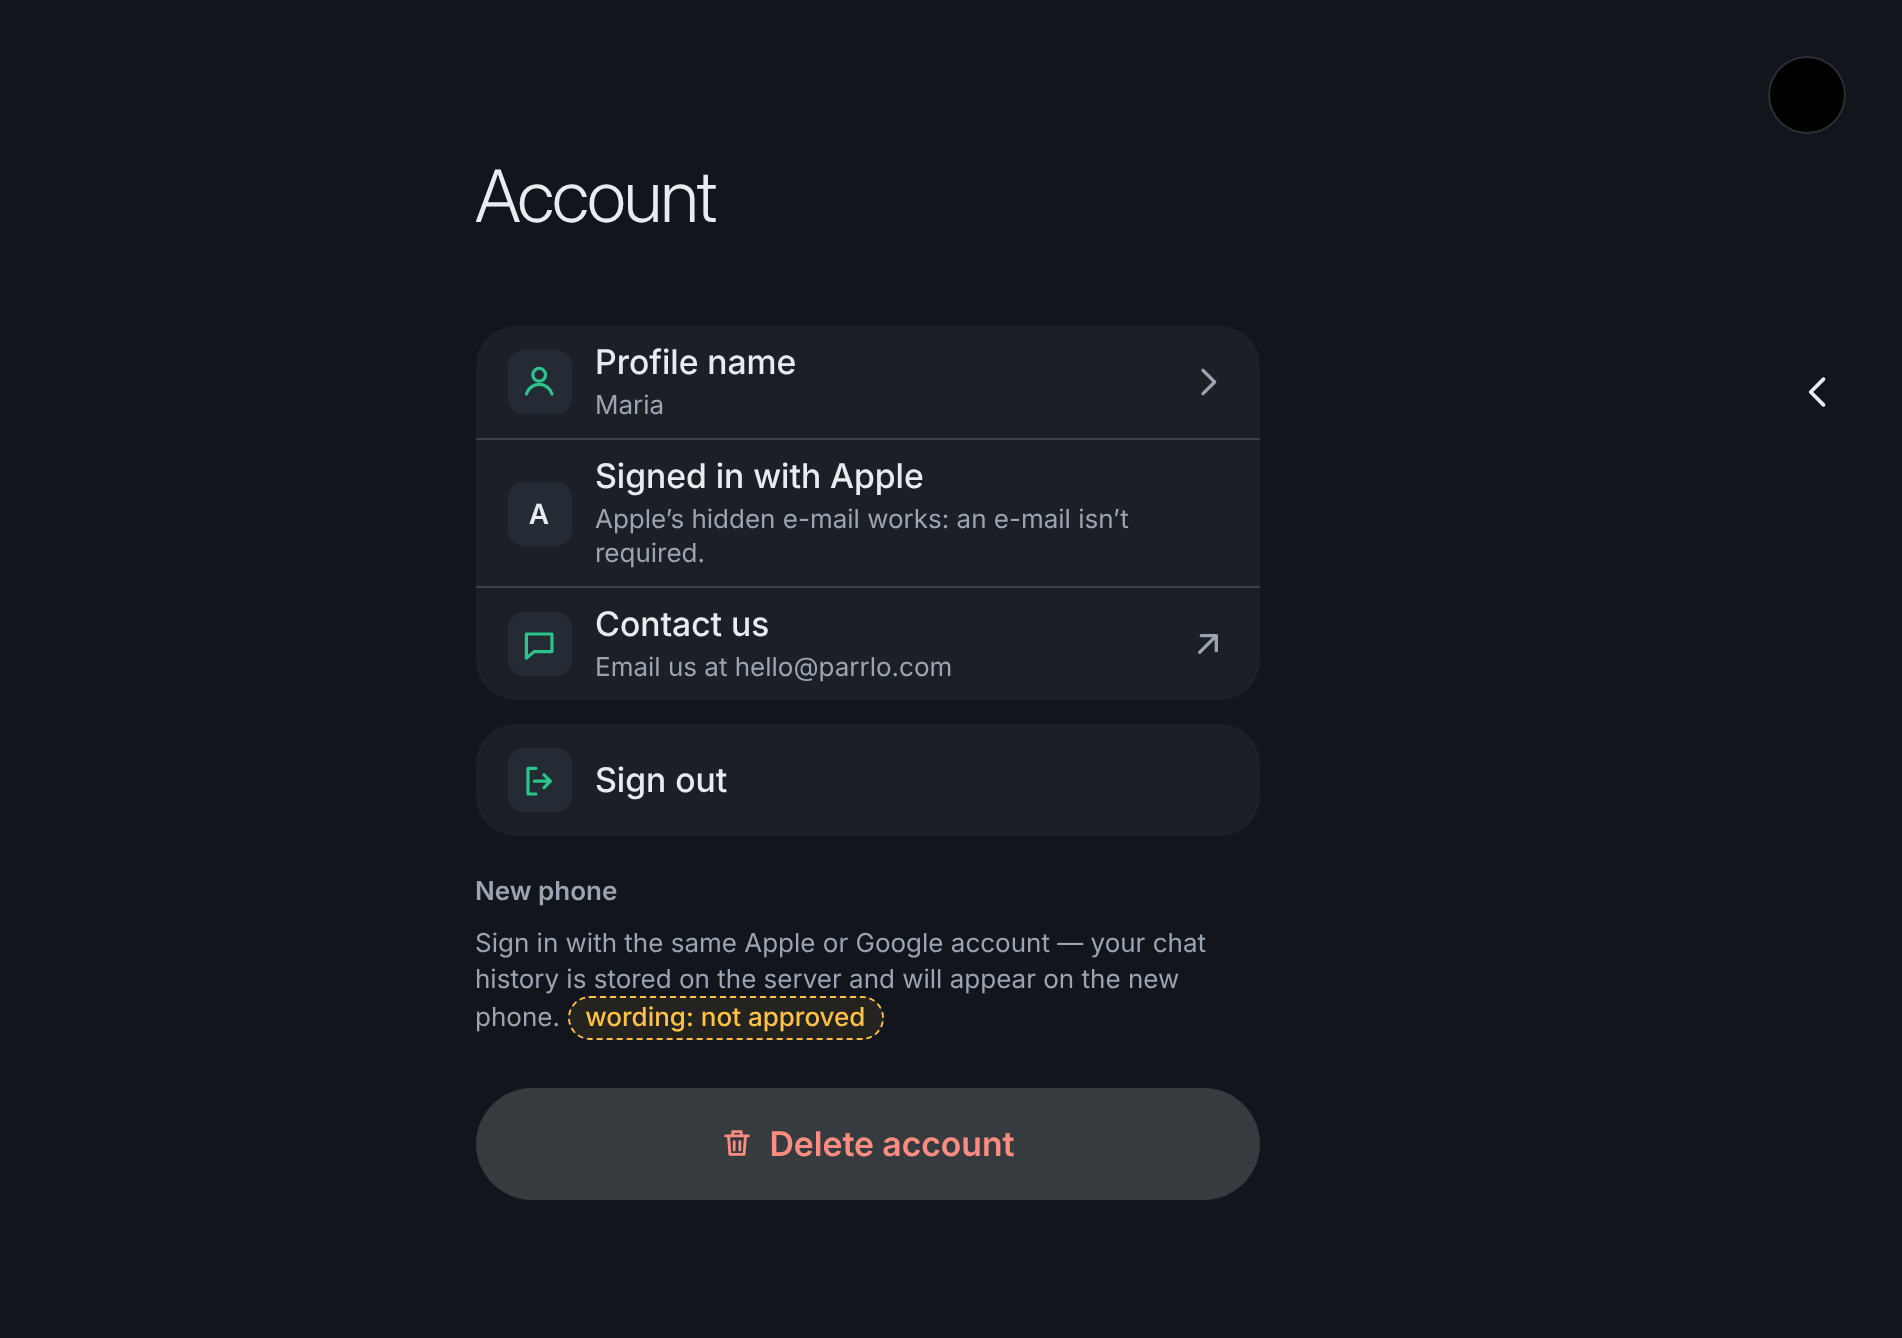 Account
Profile name
Maria
A
Signed in with Apple
Apple’s hidden e-mail works: an e-mail isn’t
required.
Contact us
Email us at hello@parrlo.com
Sign out
New phone
Sign in with the same Apple or Google account — your chat
history is stored on the server and will appear on the new
phone. wording: not approved
Delete account